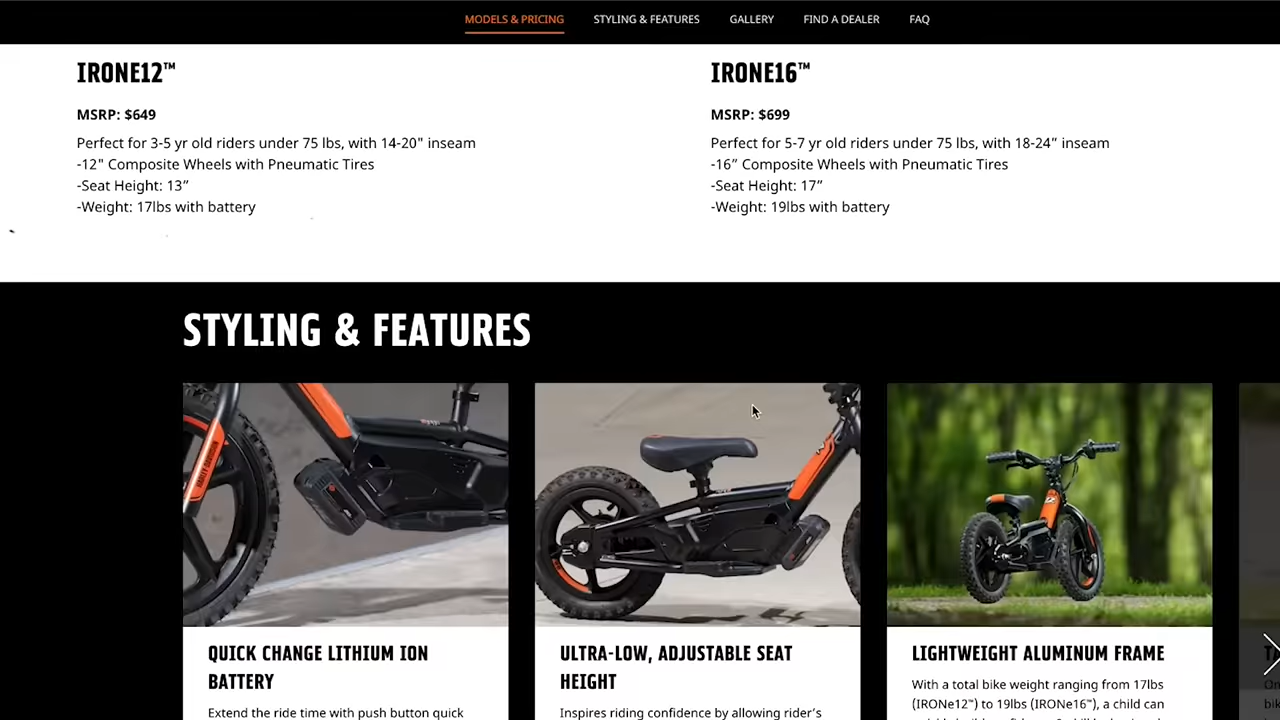 MODELS & PRICING STYLING & FEATURES GALLERY FIND A DEALER FAQ
IRONE12™
MSRP: $649
Perfect for 3-5 yr old riders under 75 lbs, with 14-20" inseam
-12" Composite Wheels with Pneumatic Tires
-Seat Height: 13”
-Weight: 17lbs with battery
IRONE16™
MSRP: $699
Perfect for 5-7 yr old riders under 75 lbs, with 18-24” inseam
-16” Composite Wheels with Pneumatic Tires
-Seat Height: 17”
-Weight: 19lbs with battery
STYLING & FEATURES
HARLEY-DAVIDSON
QUICK CHANGE LITHIUM ION
BATTERY
Extend the ride time with push button quick
ULTRA-LOW, ADJUSTABLE SEAT
HEIGHT
Inspires riding confidence by allowing rider’s
LIGHTWEIGHT ALUMINUM FRAME
With a total bike weight ranging from 17lbs
(IRONe12™) to 19lbs (IRONe16™), a child can